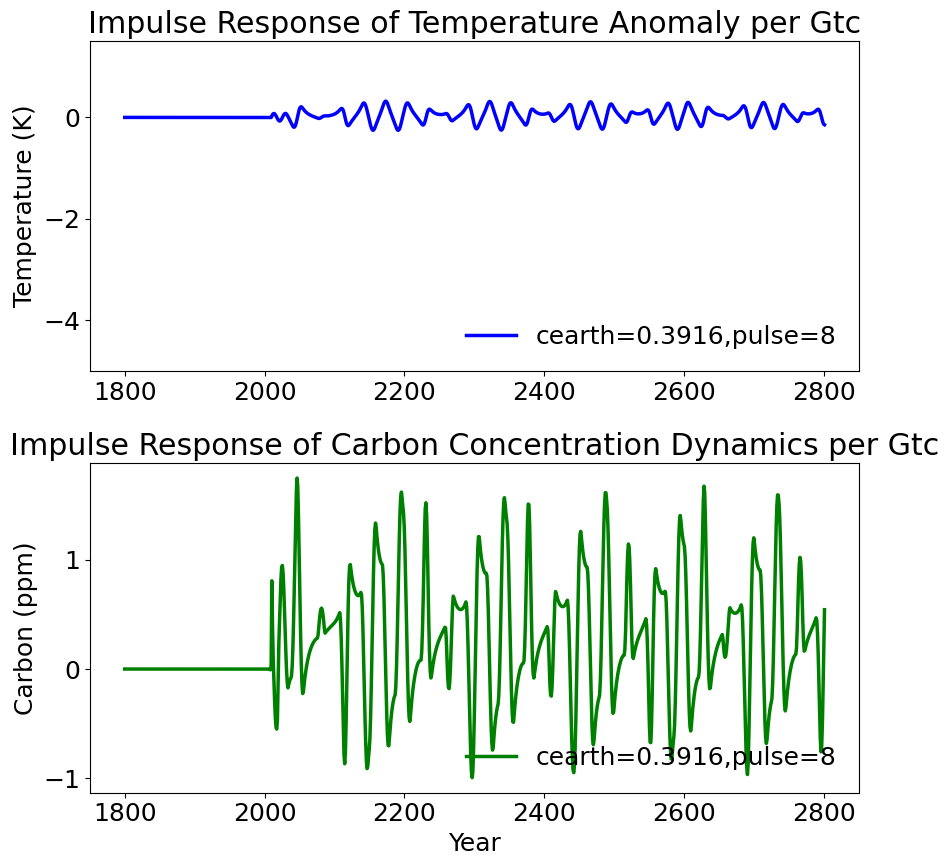 Impulse Response of Temperature Anomaly per Gtc
Temperature (K)
0
−2
−4
cearth=0.3916,pulse=8
1800 2000 2200 2400 2600 2800
Impulse Response of Carbon Concentration Dynamics per Gtc
Carbon (ppm)
1
0
−1
cearth=0.3916,pulse=8
1800 2000 2200 2400 2600 2800
Year